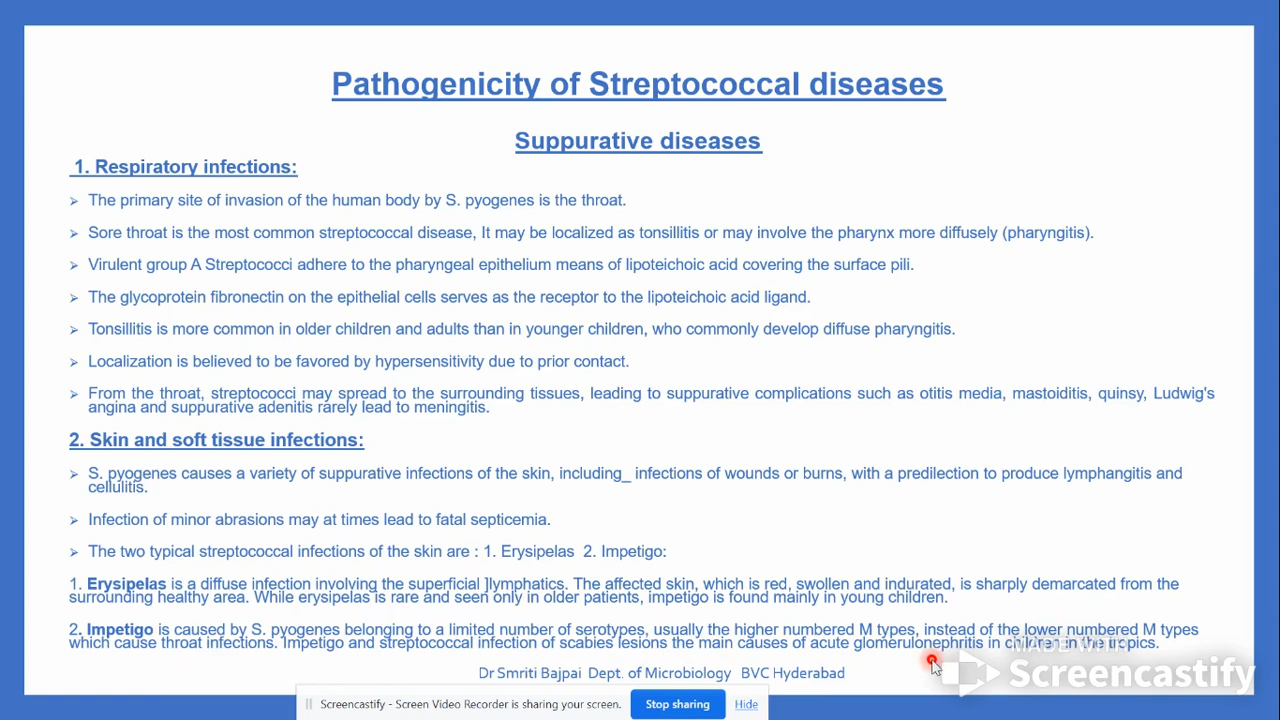 Pathogenicity of Streptococcal diseases
Suppurative diseases
1. Respiratory infections:
➢ The primary site of invasion of the human body by S. pyogenes is the throat.
➢ Sore throat is the most common streptococcal disease, It may be localized as tonsillitis or may involve the pharynx more diffusely (pharyngitis).
➢ Virulent group A Streptococci adhere to the pharyngeal epithelium means of lipoteichoic acid covering the surface pili.
➢ The glycoprotein fibronectin on the epithelial cells serves as the receptor to the lipoteichoic acid ligand.
➢ Tonsillitis is more common in older children and adults than in younger children, who commonly develop diffuse pharyngitis.
➢ Localization is believed to be favored by hypersensitivity due to prior contact.
➢ From the throat, streptococci may spread to the surrounding tissues, leading to suppurative complications such as otitis media, mastoiditis, quinsy, Ludwig's
angina and suppurative adenitis rarely lead to meningitis.
2. Skin and soft tissue infections:
➢ S. pyogenes causes a variety of suppurative infections of the skin, including_ infections of wounds or burns, with a predilection to produce lymphangitis and
cellulitis.
➢ Infection of minor abrasions may at times lead to fatal septicemia.
➢ The two typical streptococcal infections of the skin are : 1. Erysipelas 2. Impetigo:
1. Erysipelas is a diffuse infection involving the superficial ]lymphatics. The affected skin, which is red, swollen and indurated, is sharply demarcated from the
surrounding healthy area. While erysipelas is rare and seen only in older patients, impetigo is found mainly in young children.
2. Impetigo is caused by S. pyogenes belonging to a limited number of serotypes, usually the higher numbered M types, instead of the lower numbered M types
which cause throat infections. Impetigo and streptococcal infection of scabies lesions the main causes of acute glomerulonephritis in children in the tropics.
MADE WITH
Screencastify
Dr Smriti Bajpai Dept. of Microbiology BVC Hyderabad
Screencastify - Screen Video Recorder is sharing your screen. Stop sharing Hide